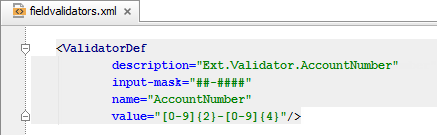 fieldvalidators.xml
<ValidatorDef
description="Ext.Validator.AccountNumber"
input-mask="##-####"
name="AccountNumber"
value="[0-9]{2}-[0-9]{4}"/>